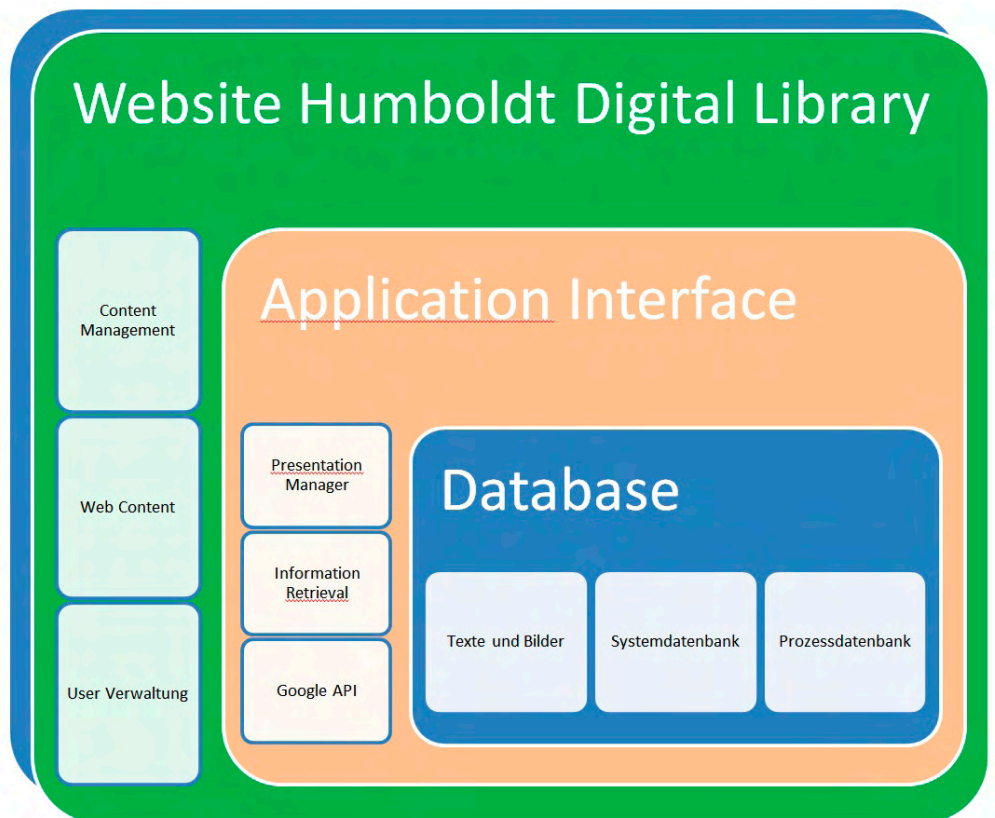 Website Humboldt Digital Library
Content
Management
Web Content
User Verwaltung
Application Interface
Presentation
Manager
Information
Retrieval
Google API
Database
Texte und Bilder
Systemdatenbank
Prozessdatenbank